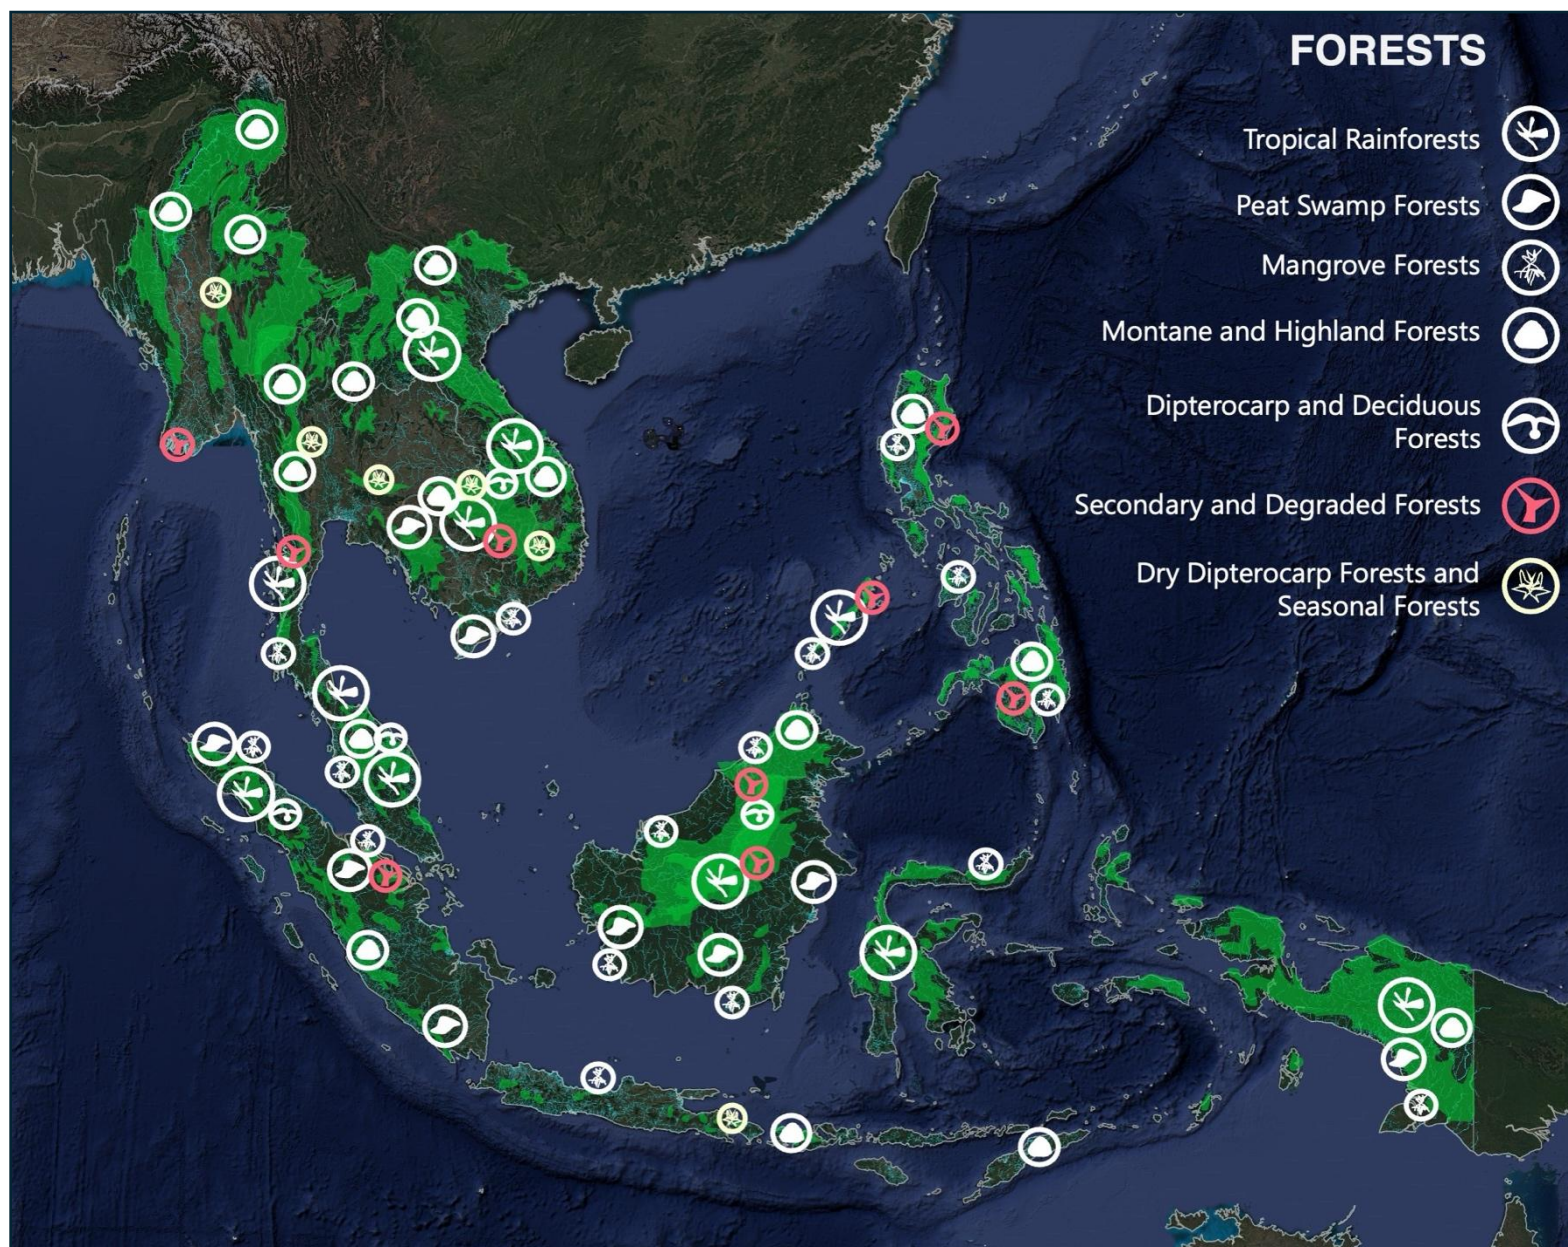 FORESTS
Tropical Rainforests
Peat Swamp Forests
Mangrove Forests
Montane and Highland Forests
Dipterocarp and Deciduous
Forests
Secondary and Degraded Forests
Dry Dipterocarp Forests and
Seasonal Forests